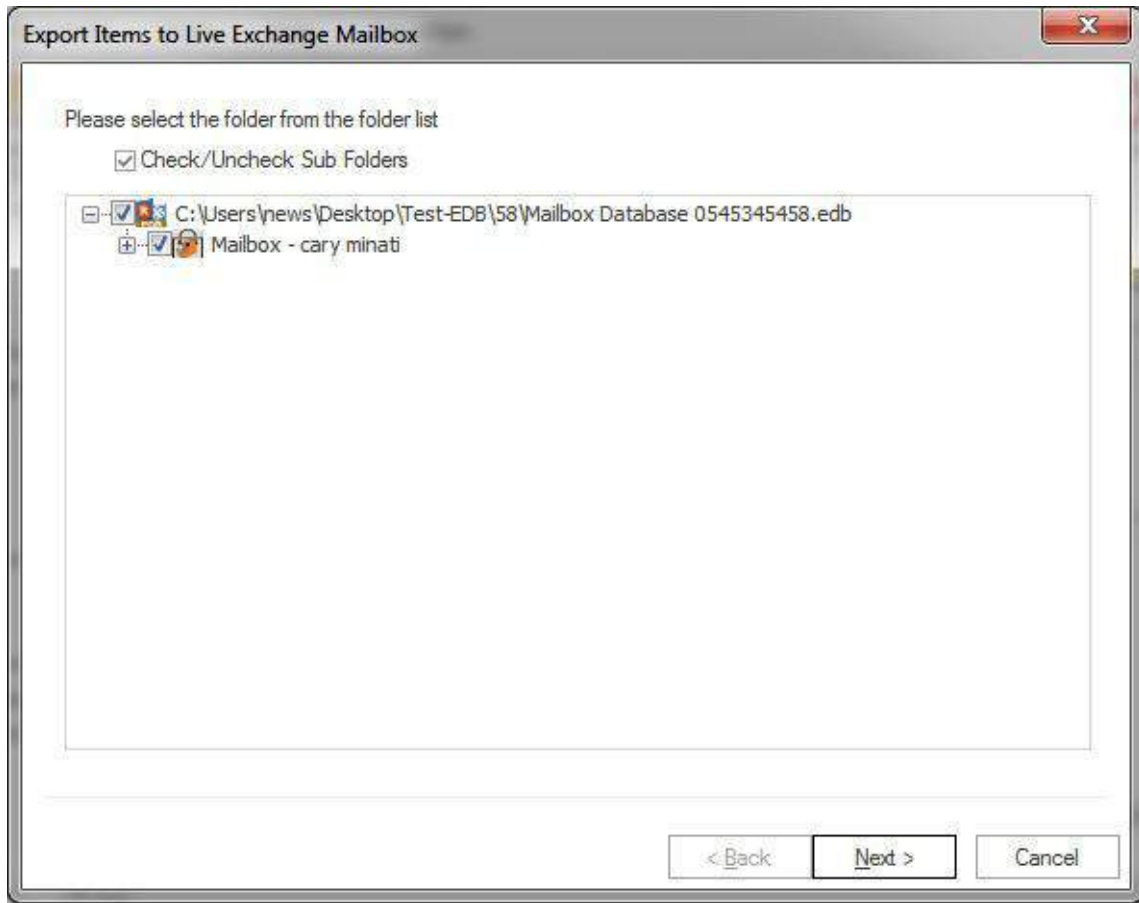 Export Items to Live Exchange Mailbox
Please select the folder from the folder list
Check/Uncheck Sub Folders
C:\Users\news\Desktop\Test-EDB\58\Mailbox Database 0545345458.edb
Mailbox - cary minati
< Back
Next >
Cancel